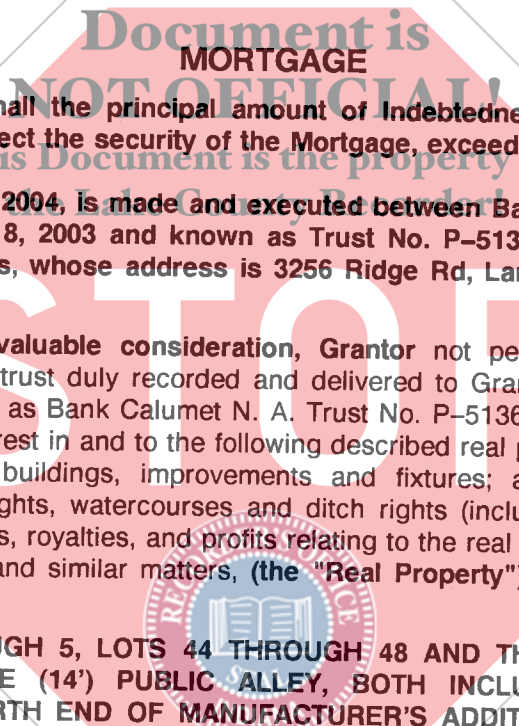 Document is
MORTGAGE
NOT OFFICIAL!
hall the principal amount of Indebtedne
ect the security of the Mortgage, exceed
is Document is the property
the Lake County Recorder!
2004, is made and executed between Ba
8, 2003 and known as Trust No. P–513
s, whose address is 3256 Ridge Rd, Lan
STOP
valuable consideration, Grantor not pe
trust duly recorded and delivered to Gran
as Bank Calumet N. A. Trust No. P–5136
rest in and to the following described real p
buildings, improvements and fixtures; a
ghts, watercourses and ditch rights (inclu
s, royalties, and profits relating to the real
and similar matters, (the "Real Property")
RECORDER SERVICE
UGH 5, LOTS 44 THROUGH 48 AND TH
E (14') PUBLIC ALLEY, BOTH INCLU
RTH END OF MANUFACTURER'S ADDIT